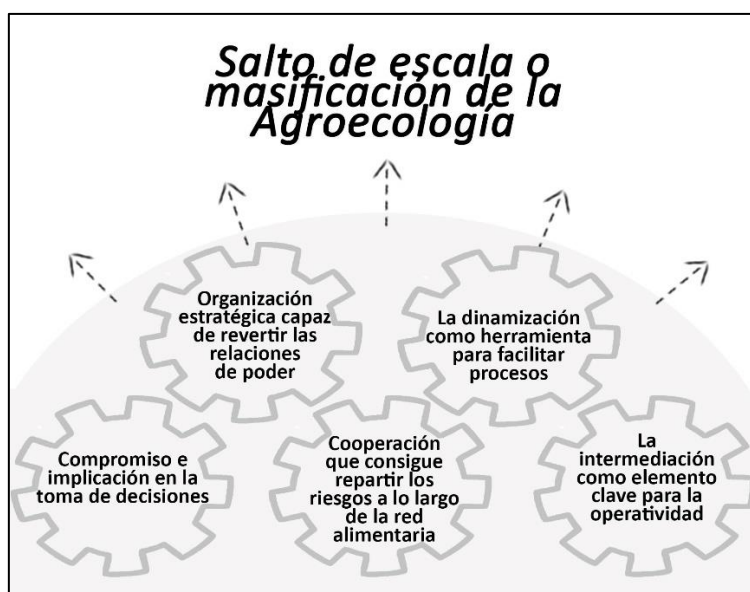 Salto de escala o
masificación de la
Agroecología
Organización
estratégica capaz
de revertir las
relaciones
de poder
La dinamización
como herramienta
para facilitar
procesos
Compromiso e
implicación en la
toma de decisiones
Cooperación
que consigue
repartir los
riesgos a lo largo
de la red
alimentaria
La
intermediación
como elemento
clave para la
operatividad